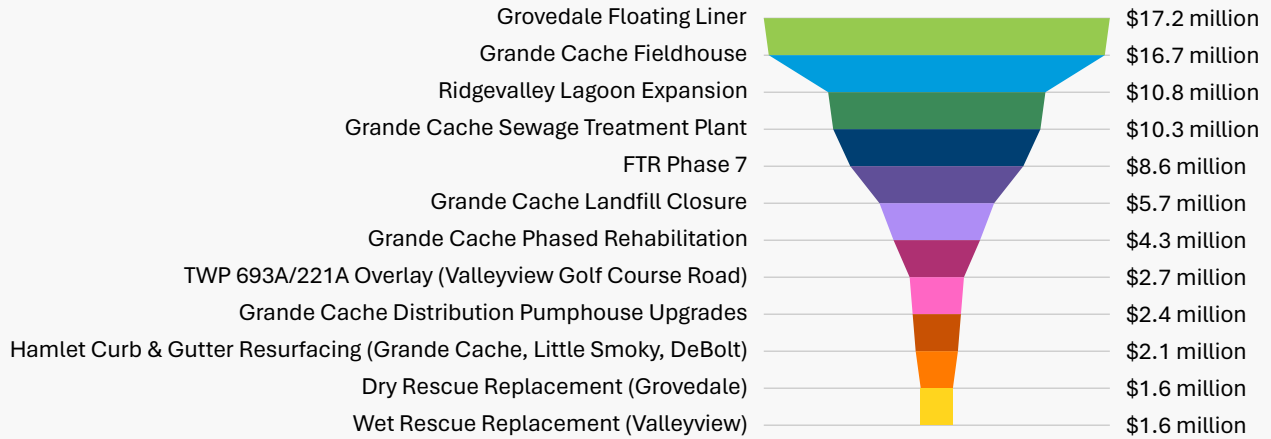 Grovedale Floating Liner $17.2 million
Grande Cache Fieldhouse $16.7 million
Ridgevalley Lagoon Expansion $10.8 million
Grande Cache Sewage Treatment Plant $10.3 million
FTR Phase 7 $8.6 million
Grande Cache Landfill Closure $5.7 million
Grande Cache Phased Rehabilitation $4.3 million
TWP 693A/221A Overlay (Valleyview Golf Course Road) $2.7 million
Grande Cache Distribution Pumphouse Upgrades $2.4 million
Hamlet Curb & Gutter Resurfacing (Grande Cache, Little Smoky, DeBolt) $2.1 million
Dry Rescue Replacement (Grovedale) $1.6 million
Wet Rescue Replacement (Valleyview) $1.6 million